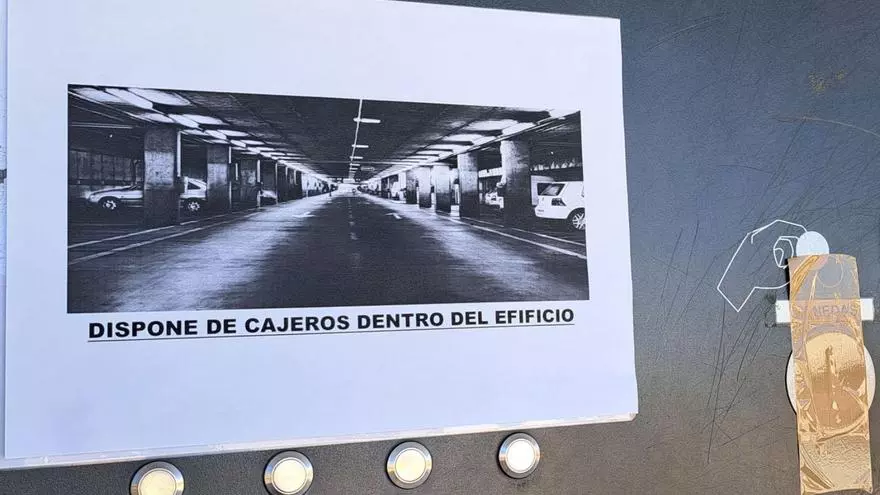 DISPONE DE CAJEROS DENTRO DEL EFIFICIO